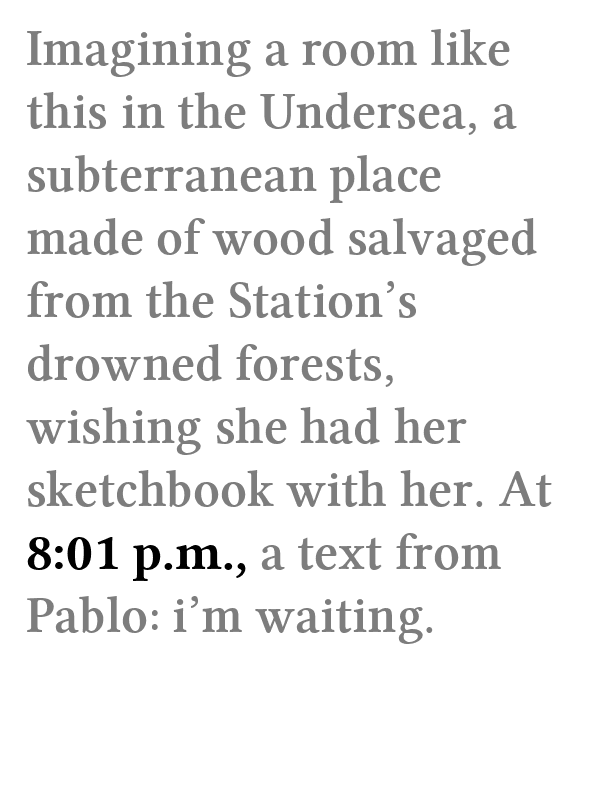 Imagining a room like
this in the Undersea, a
subterranean place
made of wood salvaged
from the Station’s
drowned forests,
wishing she had her
sketchbook with her. At
8:01 p.m., a text from
Pablo: i’m waiting.